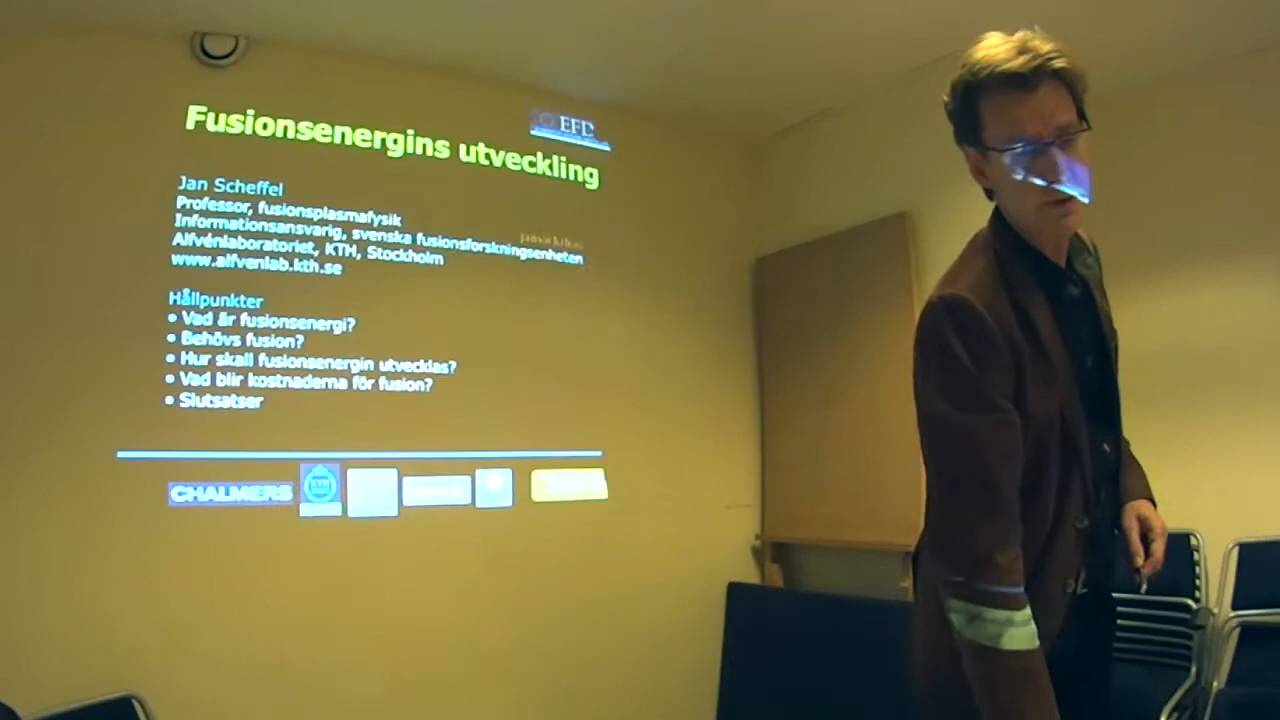 Fusionsenergins utveckling
Jan Scheffel
Professor, fusionsplasmafysik
Informationsansvarig, svenska fusionsforskningsenheten
Alfvénlaboratoriet, KTH, Stockholm
www.alfvenlab.kth.se
Hållpunkter
• Vad är fusionsenergi?
• Behövs fusion?
• Hur skall fusionsenergin utvecklas?
• Vad blir kostnaderna för fusion?
• Slutsatser
CHALMERS
KTH